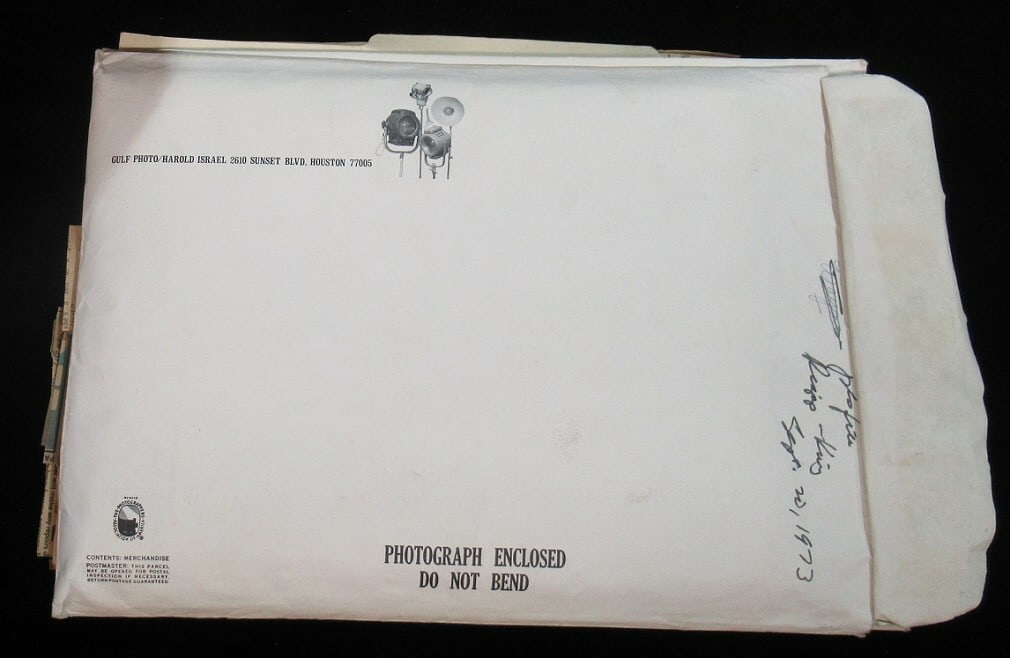 GULF PHOTO/HAROLD ISRAEL 2610 SUNSET BLVD. HOUSTON 77005
Riggs - King
Sept. 20, 1973
PHOTOGRAPH ENCLOSED
DO NOT BEND
CONTENTS: MERCHANDISE
POSTMASTER: THIS PARCEL
MAY BE OPENED FOR POSTAL
INSPECTION IF NECESSARY.
RETURN POSTAGE GUARANTEED